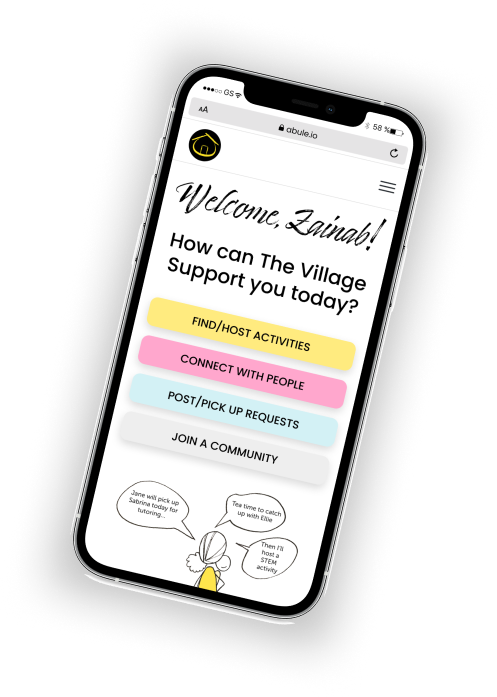 GS
58 %
AA
abule.io
Welcome, Zainab!
How can The Village
Support you today?
FIND/HOST ACTIVITIES
CONNECT WITH PEOPLE
POST/PICK UP REQUESTS
JOIN A COMMUNITY
Jane will pick up
Sabrina today for
tutoring...
Tea time to catch
up with Ellie
Then I'll
host a
STEM
activity